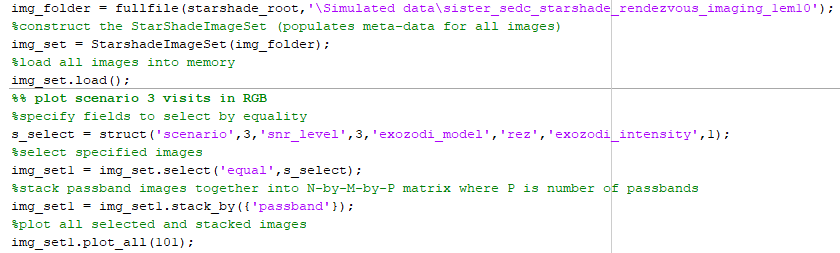 img_folder = fullfile(starshade_root,'\Simulated data\sister_sedc_starshade_rendezvous_imaging_1em10');
%construct the StarShadeImageSet (populates meta-data for all images)
img_set = StarshadeImageSet(img_folder);
%load all images into memory
img_set.load();
%% plot scenario 3 visits in RGB
%specify fields to select by equality
s_select = struct('scenario',3,'snr_level',3,'exozodi_model','rez','exozodi_intensity',1);
%select specified images
img_set1 = img_set.select('equal',s_select);
%stack passband images together into N-by-M-by-P matrix where P is number of passbands
img_set1 = img_set1.stack_by({'passband'});
%plot all selected and stacked images
img_set1.plot_all(101);